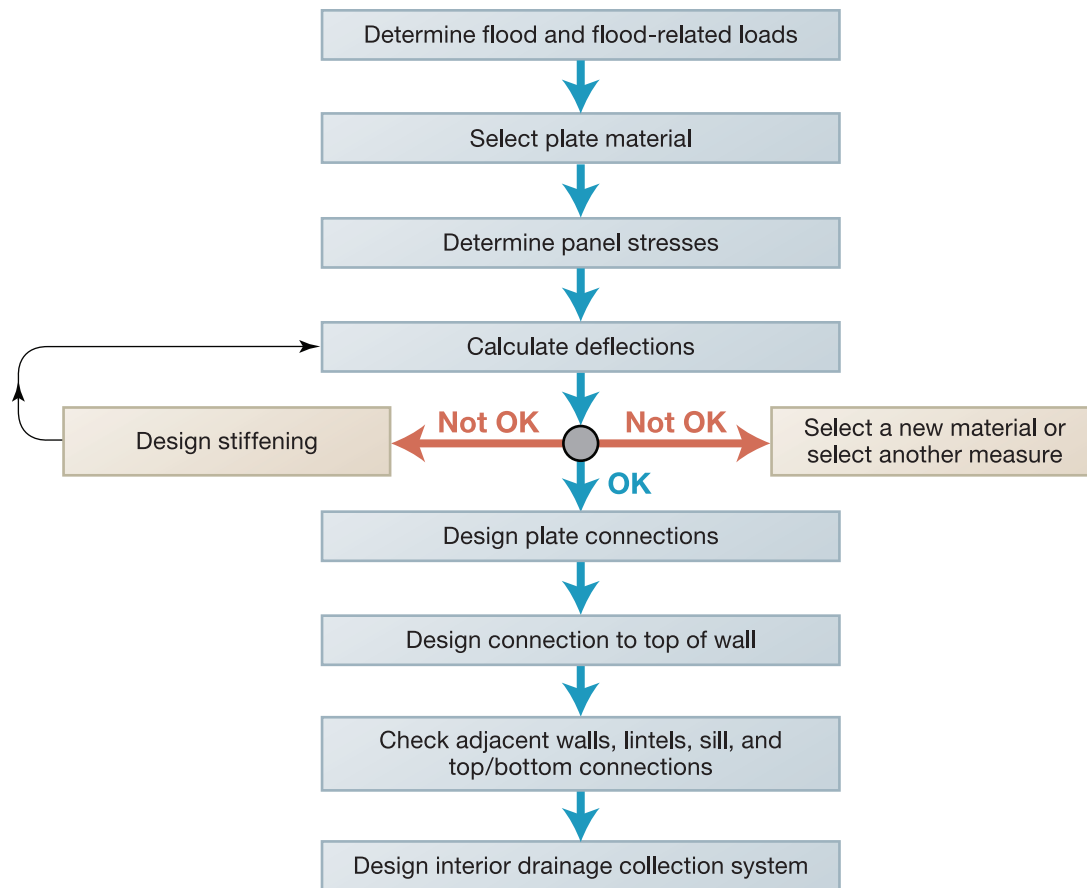 Determine flood and flood-related loads
Select plate material
Determine panel stresses
Calculate deflections
Not OK
Not OK
Design stiffening
Select a new material or
select another measure
OK
Design plate connections
Design connection to top of wall
Check adjacent walls, lintels, sill, and
top/bottom connections
Design interior drainage collection system